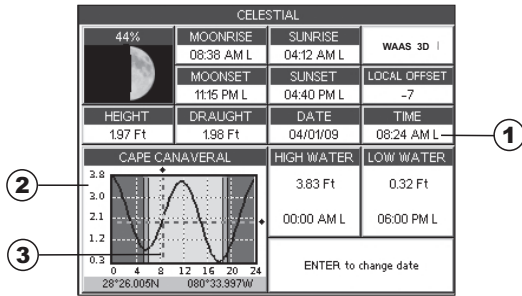 CELESTIAL
44%
MOONRISE
08:38 AM L
SUNRISE
04:12 AM L
WAAS 3D
MOONSET
11:15 PM L
SUNSET
04:40 PM L
LOCAL OFFSET
-7
HEIGHT
1.97 Ft
DRAUGHT
1.98 Ft
DATE
04/01/09
TIME
08:24 AM L
1
CAPE CANAVERAL
HIGH WATER
LOW WATER
2
3.8
3.0
2.1
1.2
0.3
3.83 Ft
0.32 Ft
00:00 AM L
06:00 PM L
3
0 4 8 12 16 20 24
28°26.005N 080°33.997W
ENTER to change date